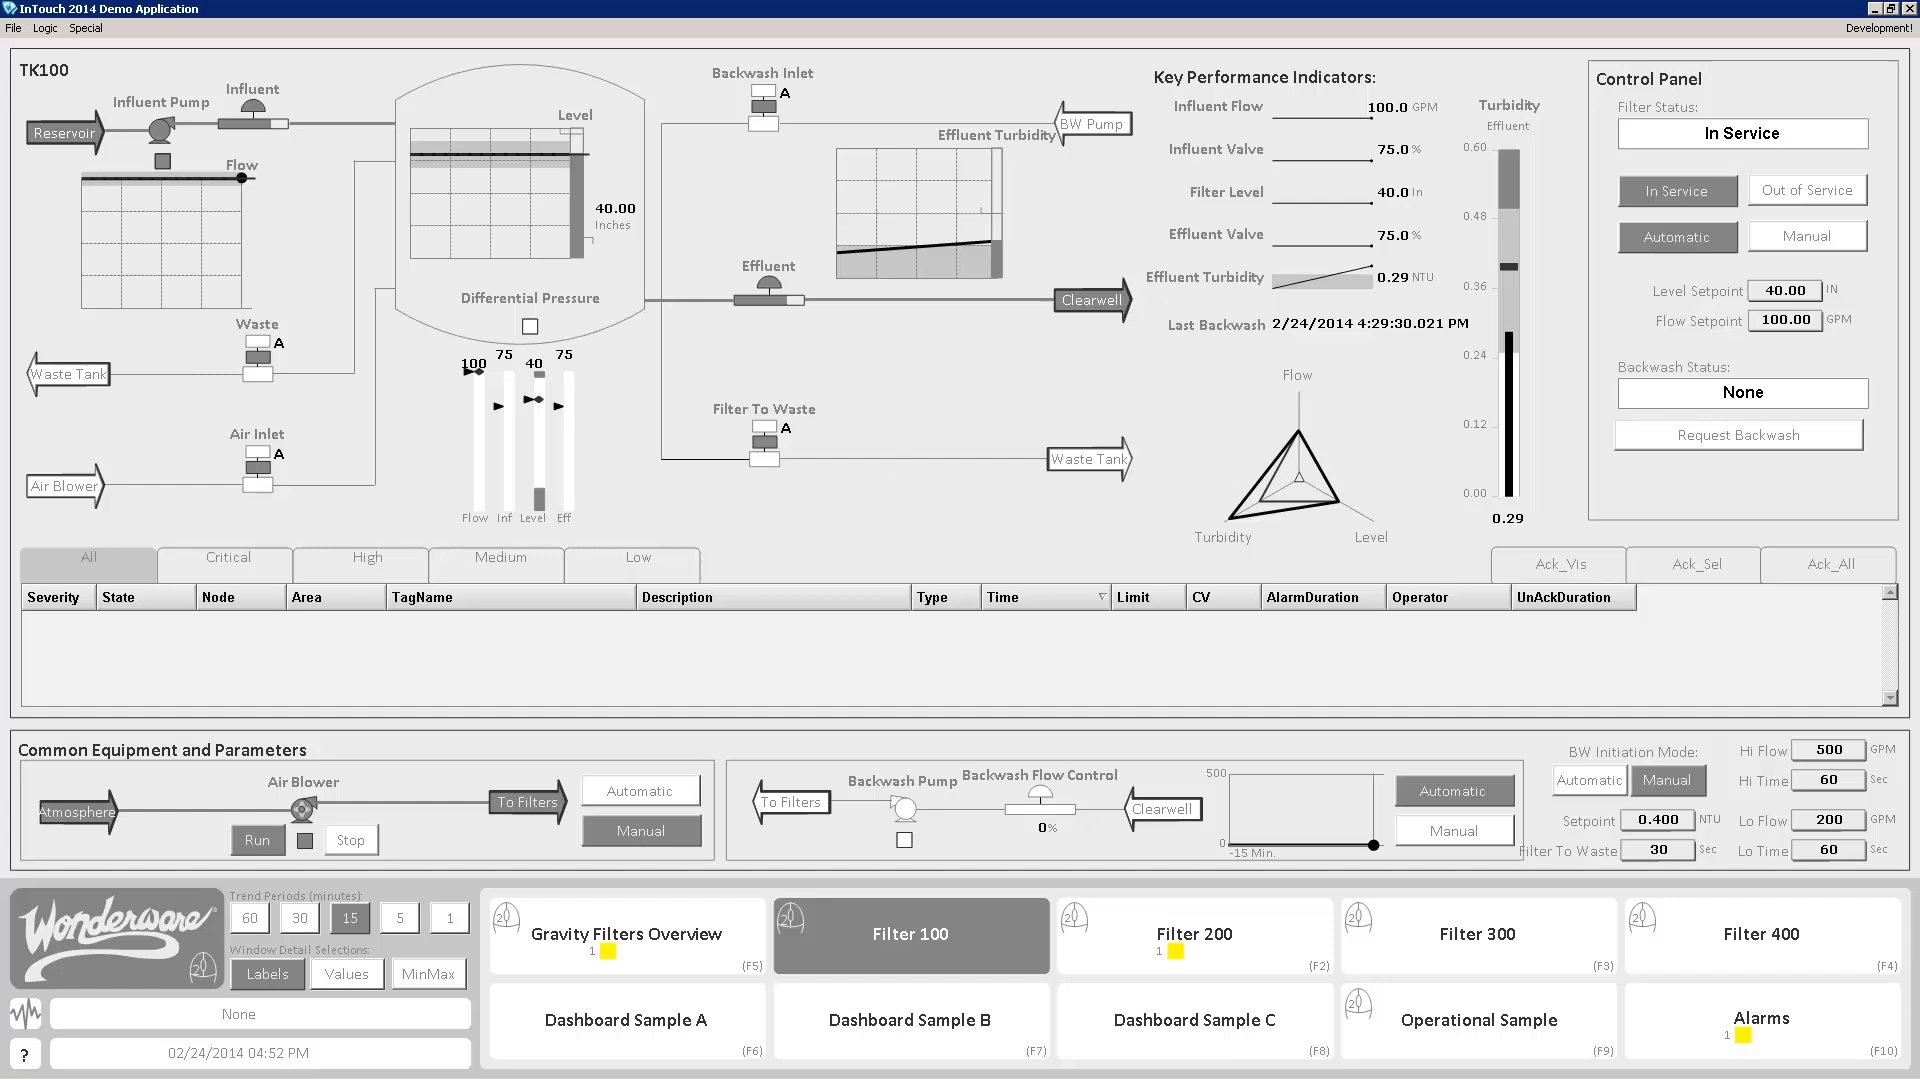 InTouch 2014 Demo Application
File Logic Special
Development!
TK100
Influent Pump
Influent
Reservoir
Flow
Level
40.00
Inches
Differential Pressure
Waste
A
Waste Tank
Air Inlet
A
Air Blower
100 75 40 75
Flow Inf Level Eff
Backwash Inlet
A
BW Pump
Effluent Turbidity
Effluent
Clearwell
Filter To Waste
A
Waste Tank
Key Performance Indicators:
Influent Flow 100.0 GPM
Influent Valve 75.0 %
Filter Level 40.0 In
Effluent Valve 75.0 %
Effluent Turbidity 0.29 NTU
Last Backwash 2/24/2014 4:29:30.021 PM
Flow
Turbidity Level
Turbidity
Effluent
0.60
0.48
0.36
0.24
0.12
0.00
0.29
Control Panel
Filter Status:
In Service
In Service Out of Service
Automatic Manual
Level Setpoint 40.00 IN
Flow Setpoint 100.00 GPM
Backwash Status:
None
Request Backwash
All Critical High Medium Low
Ack_Vis Ack_Sel Ack_All
Severity State Node Area TagName Description Type Time Limit CV AlarmDuration Operator UnAckDuration
Common Equipment and Parameters
Air Blower
Atmosphere
To Filters
Run Stop
Automatic
Manual
Backwash Pump Backwash Flow Control
To Filters
Clearwell
0%
500
0
-15 Min.
Automatic
Manual
BW Initiation Mode:
Automatic Manual
Setpoint 0.400 NTU
Filter To Waste 30 Sec
Hi Flow 500 GPM
Hi Time 60 Sec
Lo Flow 200 GPM
Lo Time 60 Sec
Wonderware
Trend Periods (minutes):
60 30 15 5 1
Window Detail Selections:
Labels Values MinMax
None
? 02/24/2014 04:52 PM
20 Gravity Filters Overview
1
(F5)
20 Filter 100
20 Filter 200
1
(F2)
20 Filter 300
(F3)
20 Filter 400
(F4)
Dashboard Sample A
(F6)
Dashboard Sample B
(F7)
Dashboard Sample C
(F8)
20 Operational Sample
(F9)
Alarms
1
(F10)